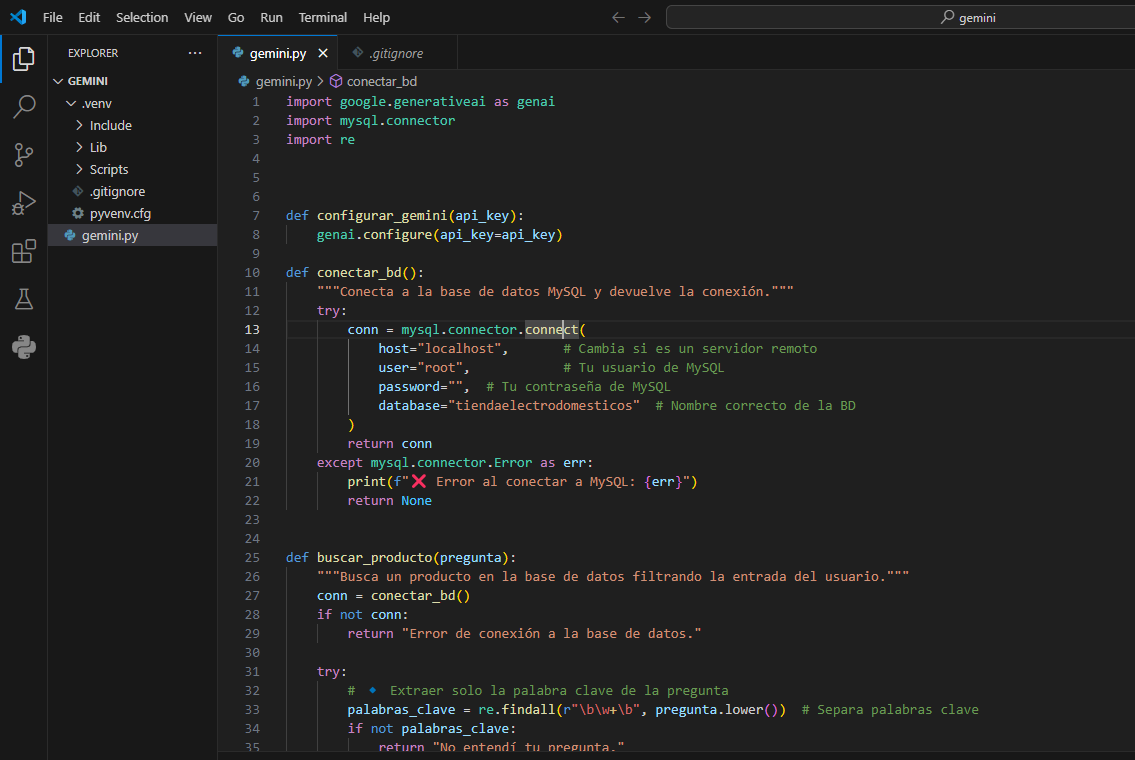 File Edit Selection View Go Run Terminal Help
gemini
EXPLORER
GEMINI
.venv
Include
Lib
Scripts
.gitignore
pyvenv.cfg
gemini.py
gemini.py
.gitignore
gemini.py > conectar_bd
1 import google.generativeai as genai
2 import mysql.connector
3 import re
4
5
6
7 def configurar_gemini(api_key):
8     genai.configure(api_key=api_key)
9
10 def conectar_bd():
11     """Conecta a la base de datos MySQL y devuelve la conexión."""
12     try:
13         conn = mysql.connector.connect(
14             host="localhost",       # Cambia si es un servidor remoto
15             user="root",            # Tu usuario de MySQL
16             password="",  # Tu contraseña de MySQL
17             database="tiendaelectrodomesticos"  # Nombre correcto de la BD
18         )
19         return conn
20     except mysql.connector.Error as err:
21         print(f"❌ Error al conectar a MySQL: {err}")
22         return None
23
24
25 def buscar_producto(pregunta):
26     """Busca un producto en la base de datos filtrando la entrada del usuario."""
27     conn = conectar_bd()
28     if not conn:
29         return "Error de conexión a la base de datos."
30
31     try:
32         # 🔹 Extraer solo la palabra clave de la pregunta
33         palabras_clave = re.findall(r"\b\w+\b", pregunta.lower())  # Separa palabras clave
34         if not palabras_clave:
35             return "No entendí tu pregunta."